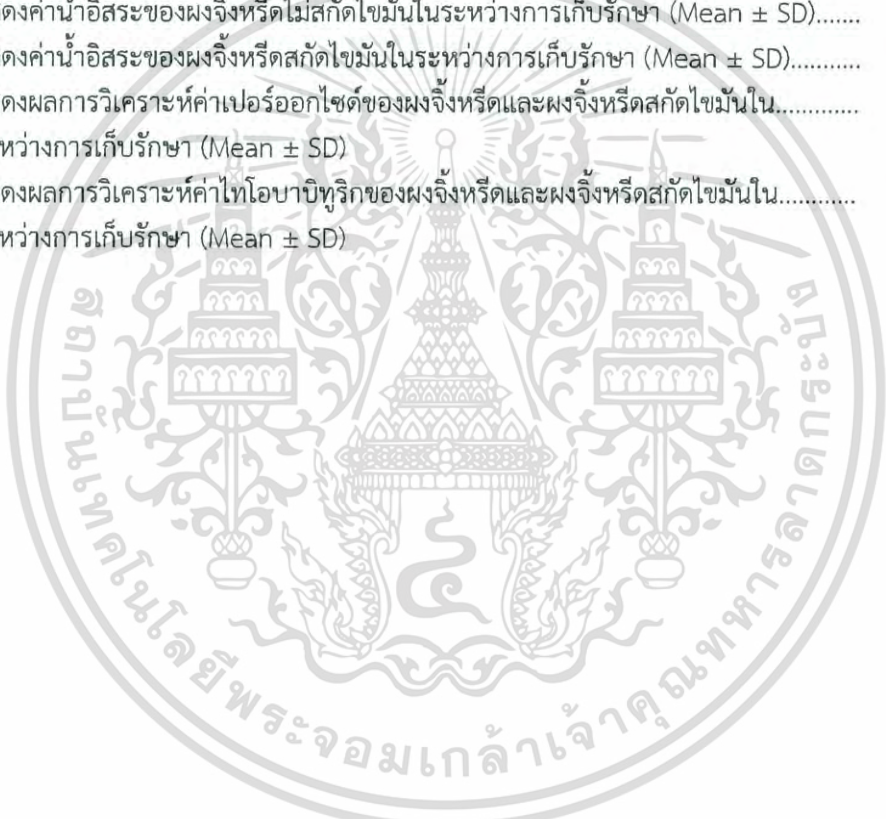 ดงค่าน้ำอิสระของผงจิ้งหรีดไม่สกัดไขมันในระหว่างการเก็บรักษา (Mean ± SD).......
ดงค่าน้ำอิสระของผงจิ้งหรีดสกัดไขมันในระหว่างการเก็บรักษา (Mean ± SD)...........
ดงผลการวิเคราะห์ค่าเปอร์ออกไซด์ของผงจิ้งหรีดและผงจิ้งหรีดสกัดไขมันใน.............
หว่างการเก็บรักษา (Mean ± SD)
ดงผลการวิเคราะห์ค่าไทโอบาบิทูริกของผงจิ้งหรีดและผงจิ้งหรีดสกัดไขมันใน............
หว่างการเก็บรักษา (Mean ± SD)
สถาบันเทคโนโลยีพระจอมเกล้าเจ้าคุณทหารลาดกระบัง